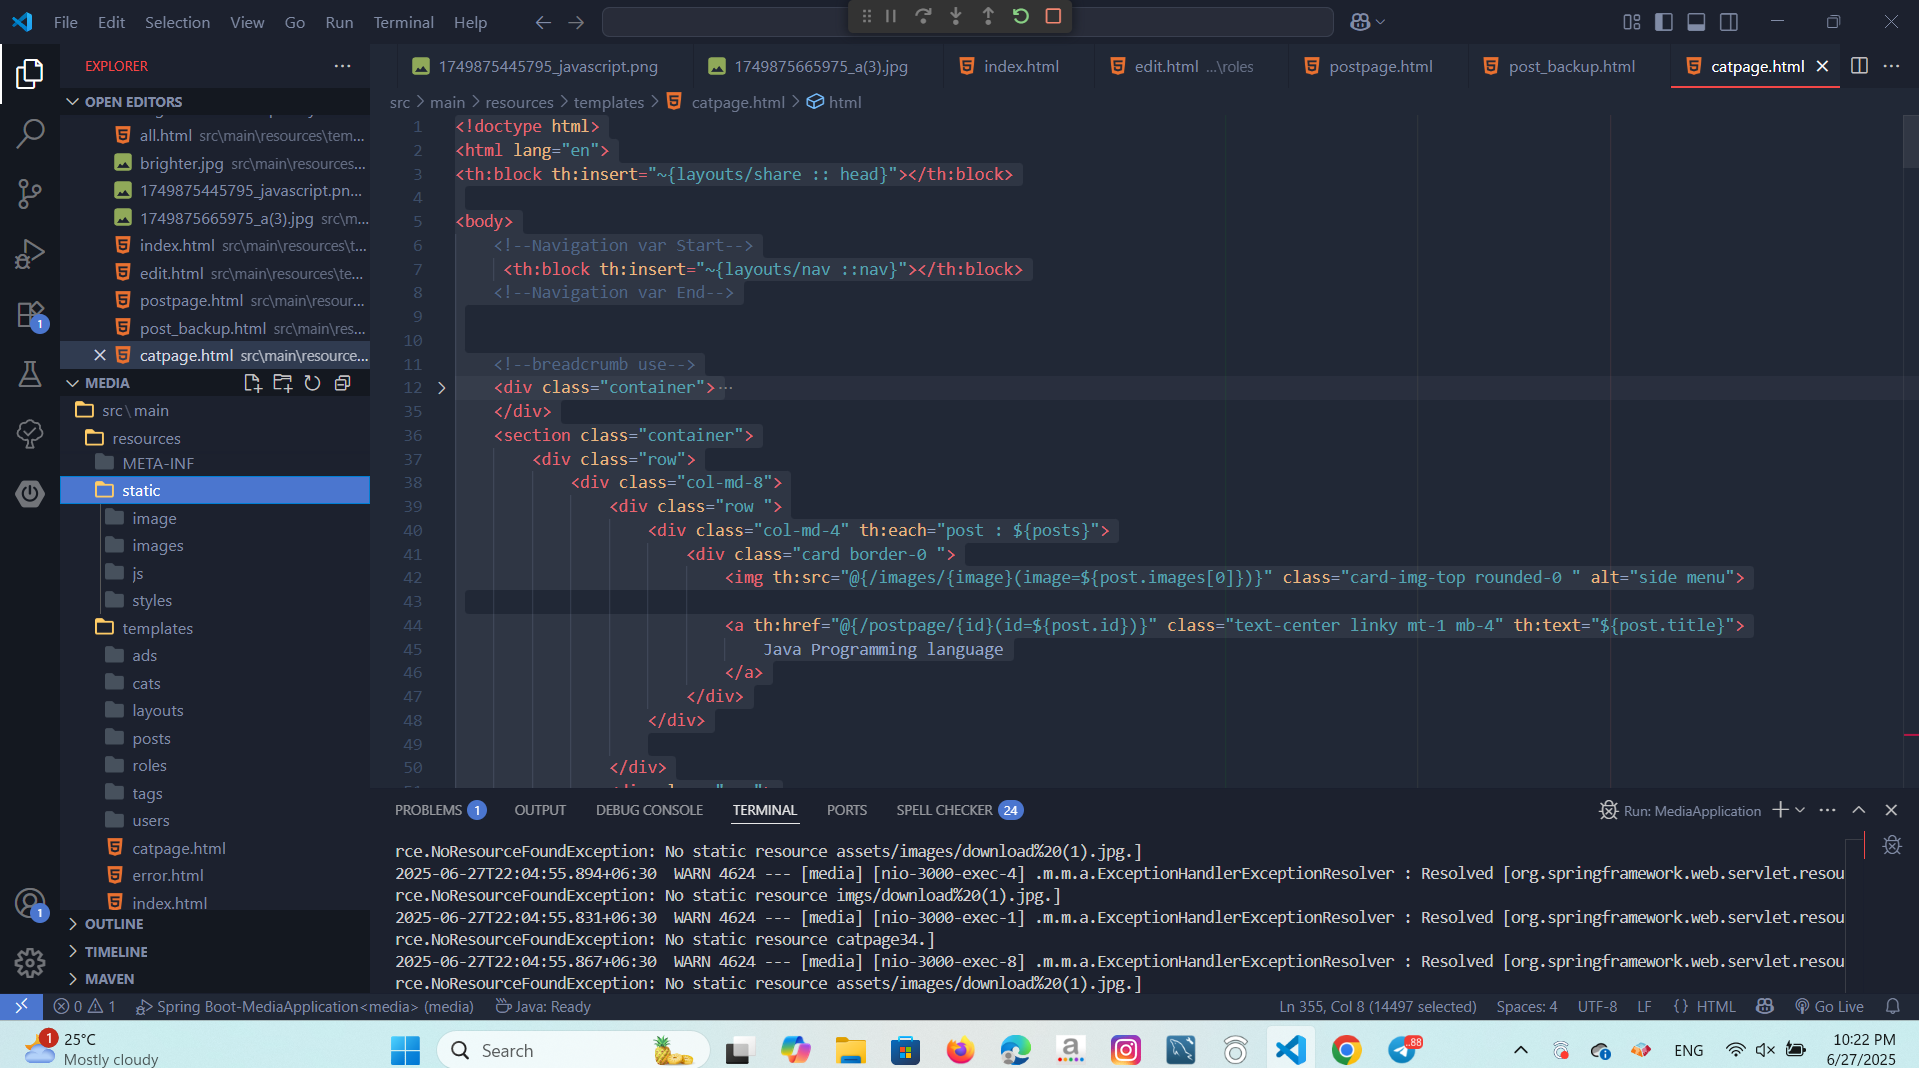 File Edit Selection View Go Run Terminal Help
EXPLORER
OPEN EDITORS
all.html src\main\resources\tem...
brighter.jpg src\main\resources...
1749875445795_javascript.pn...
1749875665975_a(3).jpg src\m...
index.html src\main\resources\t...
edit.html src\main\resources\te...
postpage.html src\main\resour...
post_backup.html src\main\res...
catpage.html src\main\resource...
MEDIA
src\main
resources
META-INF
static
image
images
js
styles
templates
ads
cats
layouts
posts
roles
tags
users
catpage.html
error.html
index.html
OUTLINE
TIMELINE
MAVEN
1
1
1749875445795_javascript.png 1749875665975_a(3).jpg index.html edit.html ...\roles postpage.html post_backup.html catpage.html
src > main > resources > templates > catpage.html > html
1 <!doctype html>
2 <html lang="en">
3 <th:block th:insert="~{layouts/share :: head}"></th:block>
4
5 <body>
6 <!--Navigation var Start-->
7 <th:block th:insert="~{layouts/nav ::nav}"></th:block>
8 <!--Navigation var End-->
9
10
11 <!--breadcrumb use-->
12 <div class="container">...
35 </div>
36 <section class="container">
37 <div class="row">
38 <div class="col-md-8">
39 <div class="row ">
40 <div class="col-md-4" th:each="post : ${posts}">
41 <div class="card border-0 ">
42 <img th:src="@{/images/{image}(image=${post.images[0]})}" class="card-img-top rounded-0 " alt="side menu">
43
44 <a th:href="@{/postpage/{id}(id=${post.id})}" class="text-center linky mt-1 mb-4" th:text="${post.title}">
45 Java Programming language
46 </a>
47 </div>
48 </div>
49
50 </div>
PROBLEMS 1 OUTPUT DEBUG CONSOLE TERMINAL PORTS SPELL CHECKER 24
Run: MediaApplication
rce.NoResourceFoundException: No static resource assets/images/download%20(1).jpg.]
2025-06-27T22:04:55.894+06:30 WARN 4624 --- [media] [nio-3000-exec-4] .m.m.a.ExceptionHandlerExceptionResolver : Resolved [org.springframework.web.servlet.resou
rce.NoResourceFoundException: No static resource imgs/download%20(1).jpg.]
2025-06-27T22:04:55.831+06:30 WARN 4624 --- [media] [nio-3000-exec-1] .m.m.a.ExceptionHandlerExceptionResolver : Resolved [org.springframework.web.servlet.resou
rce.NoResourceFoundException: No static resource catpage34.]
2025-06-27T22:04:55.867+06:30 WARN 4624 --- [media] [nio-3000-exec-8] .m.m.a.ExceptionHandlerExceptionResolver : Resolved [org.springframework.web.servlet.resou
rce.NoResourceFoundException: No static resource assets/images/download%20(1).jpg.]
0 1 Spring Boot-MediaApplication<media> (media) Java: Ready
Ln 355, Col 8 (14497 selected) Spaces: 4 UTF-8 LF {} HTML Go Live
1 25°C
Mostly cloudy
Search
.88
ENG
10:22 PM
6/27/2025